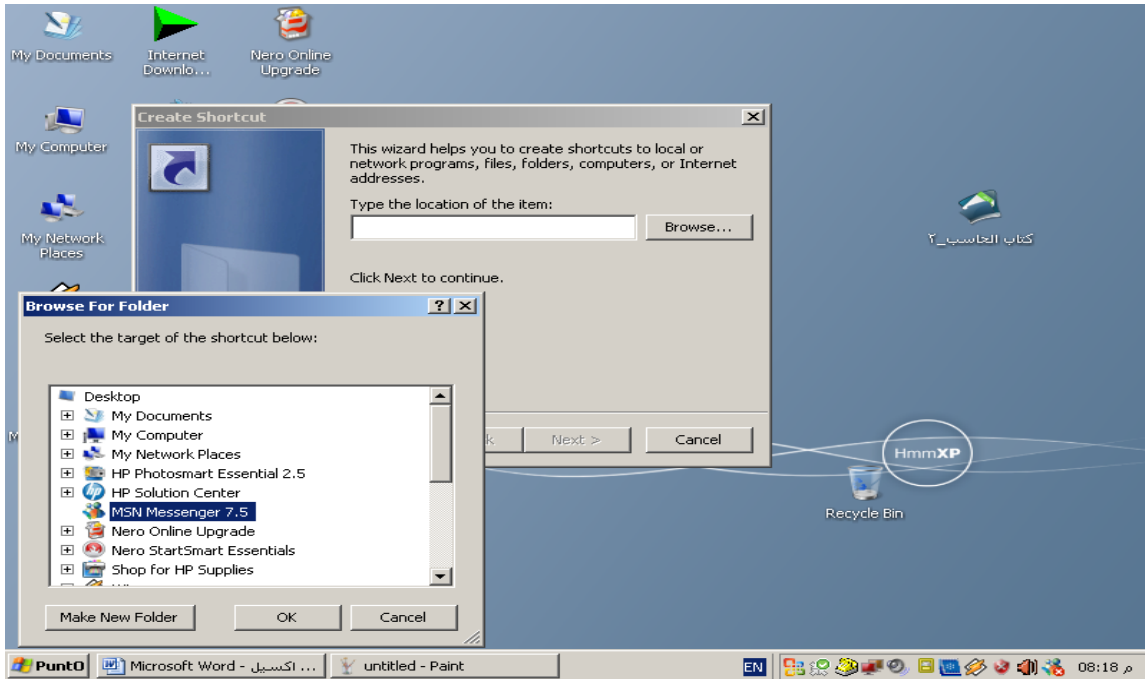 My Documents
Internet
Downlo...
Nero Online
Upgrade
My Computer
My Network
Places
Create Shortcut
This wizard helps you to create shortcuts to local or
network programs, files, folders, computers, or Internet
addresses.
Type the location of the item:
Browse...
Click Next to continue.
Next >
Cancel
كتاب الحاسب_٢
HmmXP
Recycle Bin
Browse For Folder
Select the target of the shortcut below:
Desktop
My Documents
My Computer
My Network Places
HP Photosmart Essential 2.5
HP Solution Center
MSN Messenger 7.5
Nero Online Upgrade
Nero StartSmart Essentials
Shop for HP Supplies
Make New Folder
OK
Cancel
PuntO
Microsoft Word - اكسيل ...
untitled - Paint
EN
08:18 م